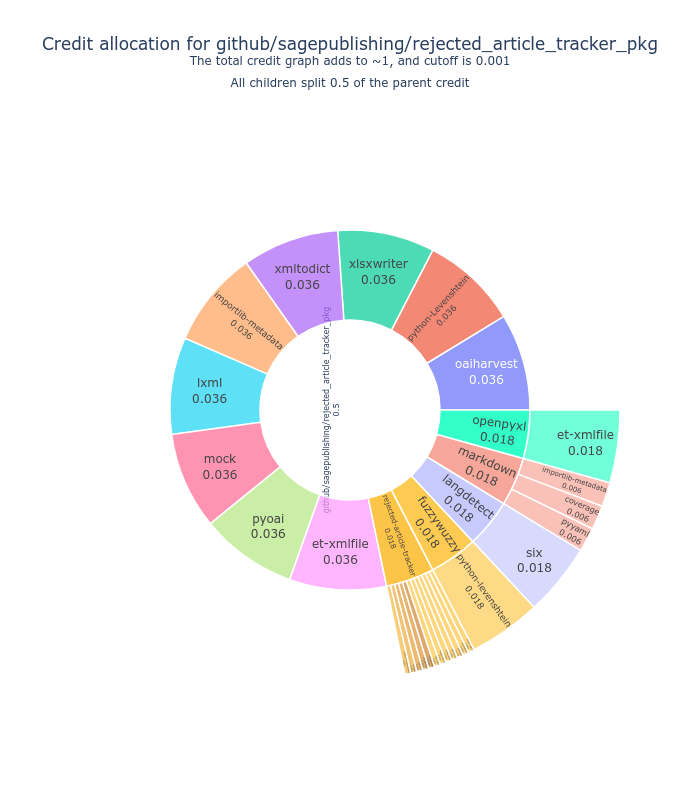 Credit allocation for github/sagepublishing/rejected_article_tracker_pkg
The total credit graph adds to ~1, and cutoff is 0.001
All children split 0.5 of the parent credit
xmltodict
0.036
xlsxwriter
0.036
python-Levenshtein
0.036
importlib-metadata
0.036
oaiharvest
0.036
lxml
0.036
github/sagepublishing/rejected_article_tracker_pkg
0.5
openpyxl
0.018
et-xmlfile
0.018
markdown
0.018
importlib-metadata
0.006
coverage
0.006
pyyaml
0.006
mock
0.036
langdetect
0.018
six
0.018
pyoai
0.036
et-xmlfile
0.036
rejected-article-tracker
0.018
fuzzywuzzy
0.018
python-levenshtein
0.018